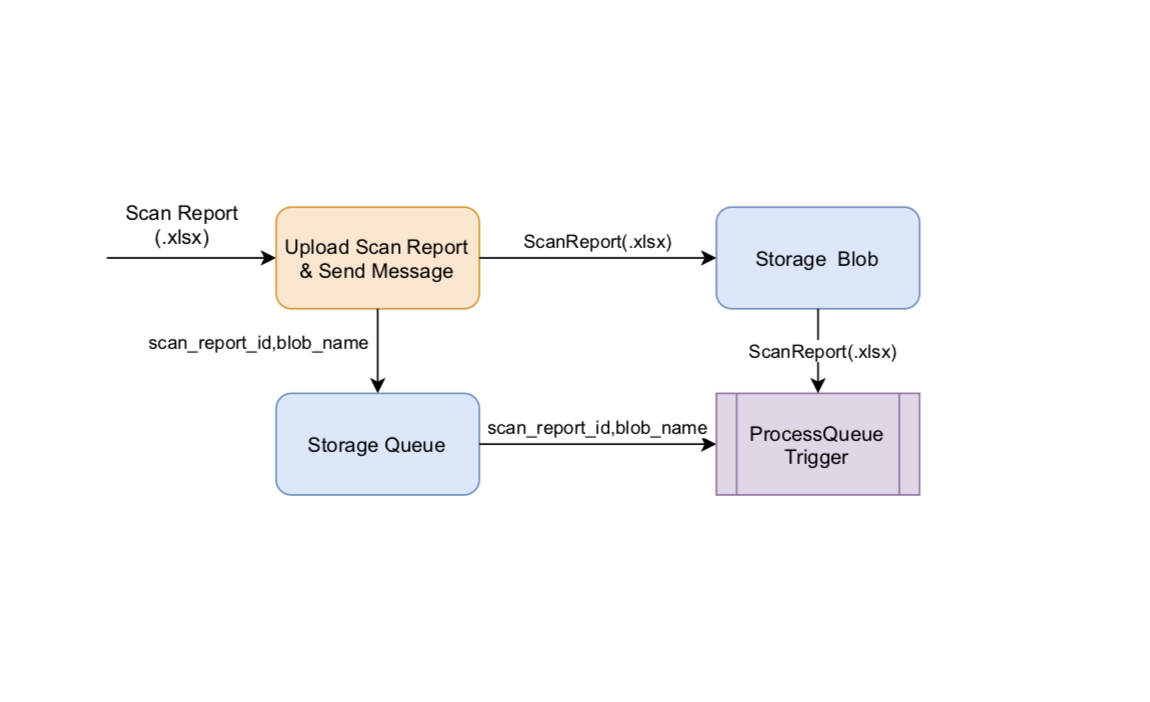 Scan Report
(.xlsx)
Upload Scan Report
& Send Message
ScanReport(.xlsx)
Storage  Blob
scan_report_id,blob_name
ScanReport(.xlsx)
Storage Queue
scan_report_id,blob_name
ProcessQueue
Trigger